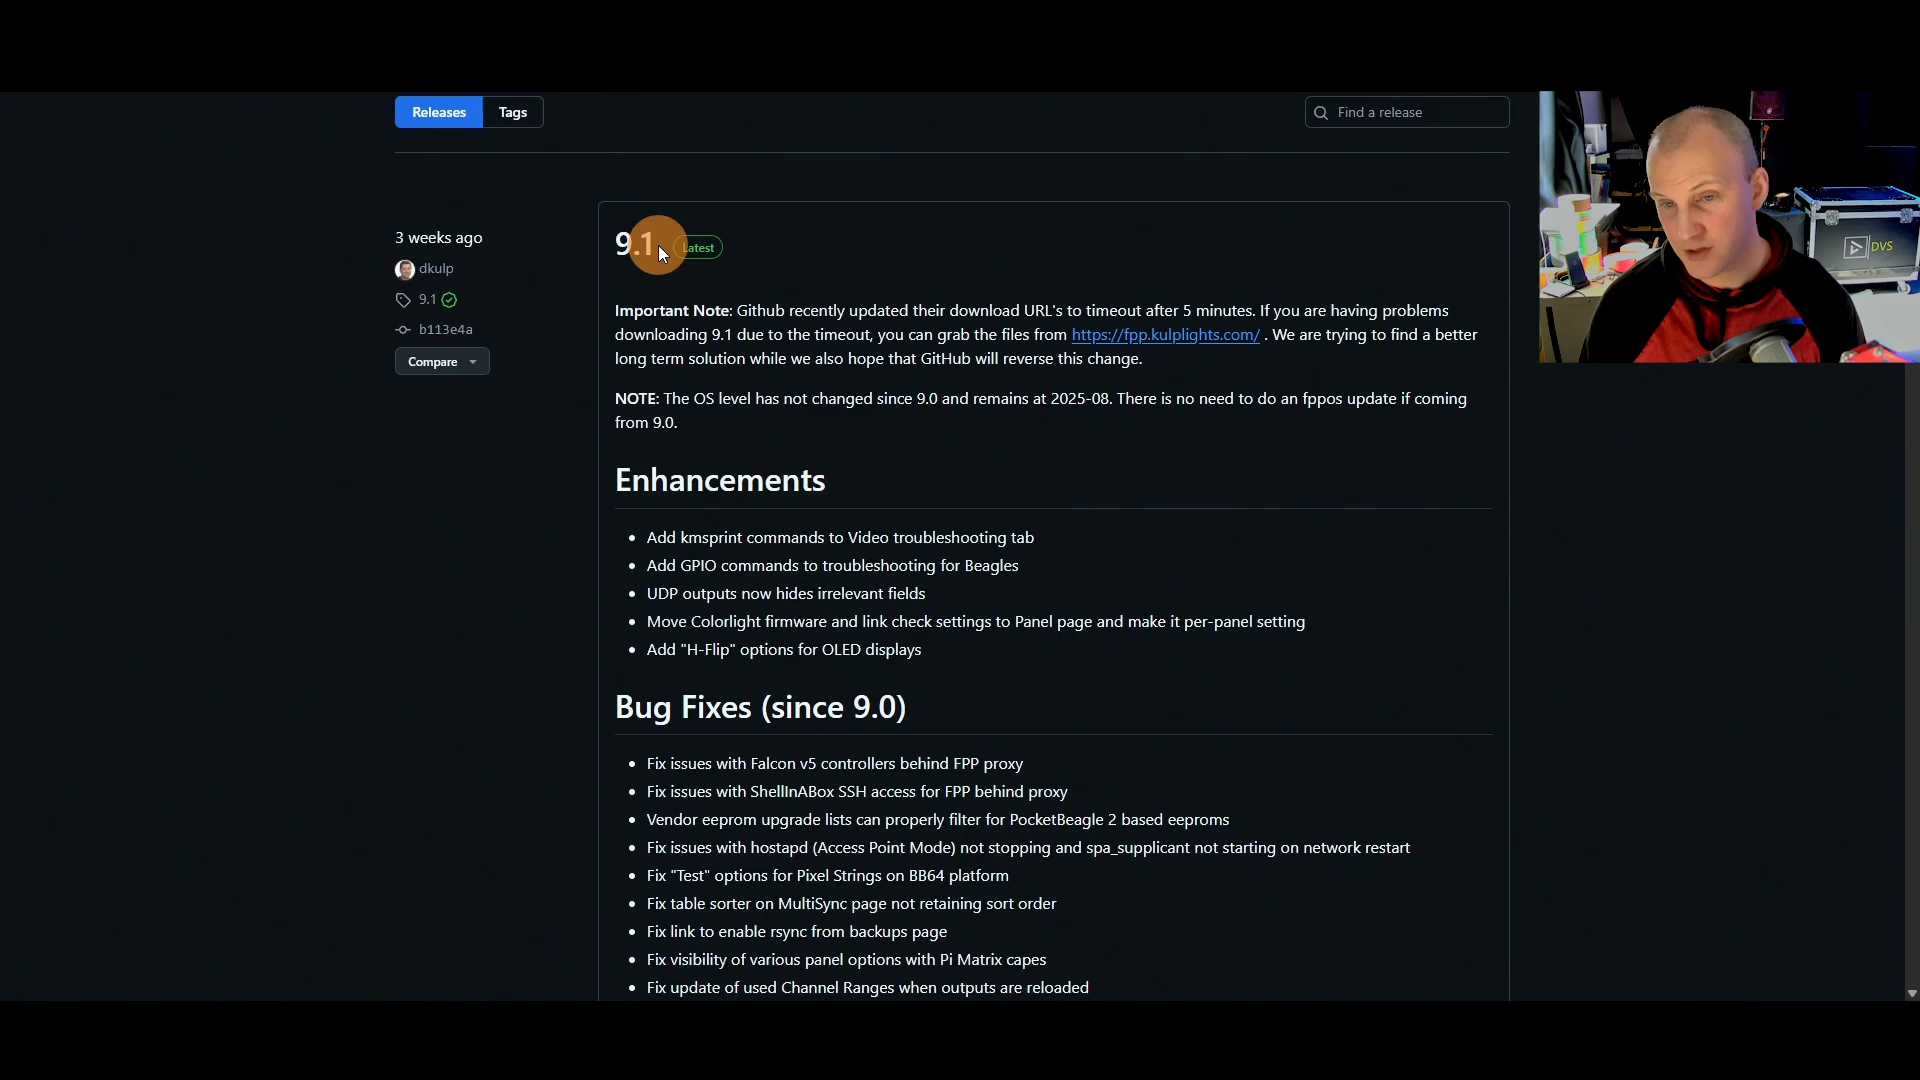 Releases
Tags
Find a release
3 weeks ago
dkulp
9.1
b113e4a
Compare
9.1 Latest
Important Note: Github recently updated their download URL's to timeout after 5 minutes. If you are having problems
downloading 9.1 due to the timeout, you can grab the files from https://fpp.kulplights.com/ . We are trying to find a better
long term solution while we also hope that GitHub will reverse this change.
NOTE: The OS level has not changed since 9.0 and remains at 2025-08. There is no need to do an fppos update if coming
from 9.0.
Enhancements
Add kmsprint commands to Video troubleshooting tab
Add GPIO commands to troubleshooting for Beagles
UDP outputs now hides irrelevant fields
Move Colorlight firmware and link check settings to Panel page and make it per-panel setting
Add "H-Flip" options for OLED displays
Bug Fixes (since 9.0)
Fix issues with Falcon v5 controllers behind FPP proxy
Fix issues with ShellInABox SSH access for FPP behind proxy
Vendor eeprom upgrade lists can properly filter for PocketBeagle 2 based eeproms
Fix issues with hostapd (Access Point Mode) not stopping and spa_supplicant not starting on network restart
Fix "Test" options for Pixel Strings on BB64 platform
Fix table sorter on MultiSync page not retaining sort order
Fix link to enable rsync from backups page
Fix visibility of various panel options with Pi Matrix capes
Fix update of used Channel Ranges when outputs are reloaded
DVS